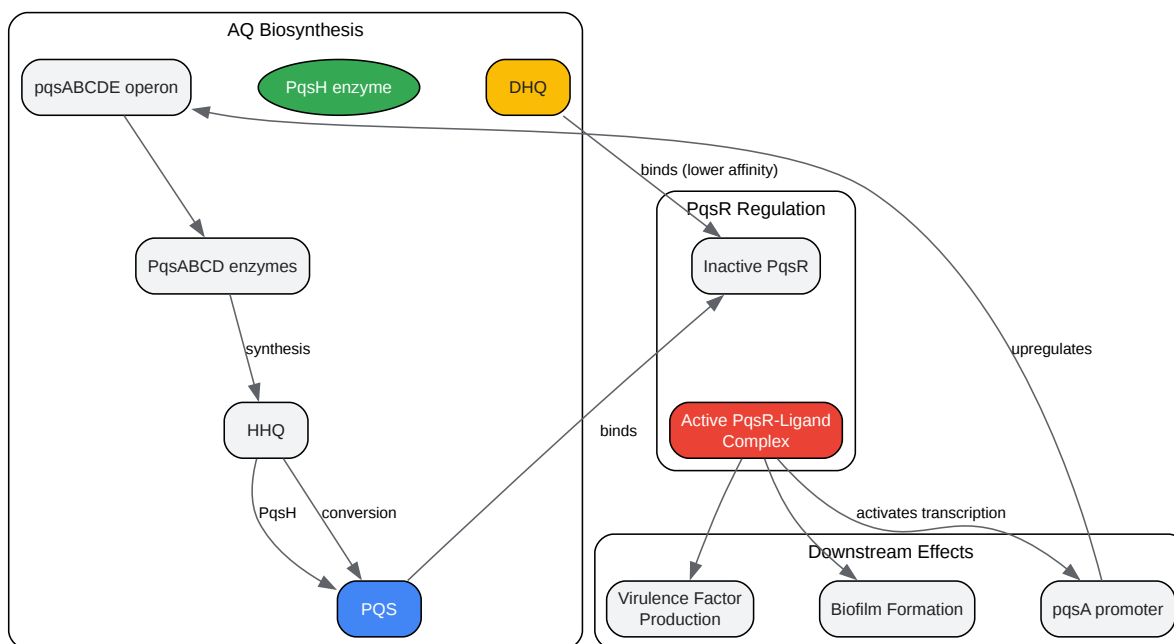 AQ Biosynthesis
pqsABCDE operon
PqsH enzyme
DHQ
binds (lower affinity)
PqsR Regulation
PqsABCD enzymes
Inactive PqsR
synthesis
upregulates
HHQ
Active PqsR-Ligand
Complex
binds
PqsH
conversion
activates transcription
Downstream Effects
PQS
Virulence Factor
Production
Biofilm Formation
pqsA promoter